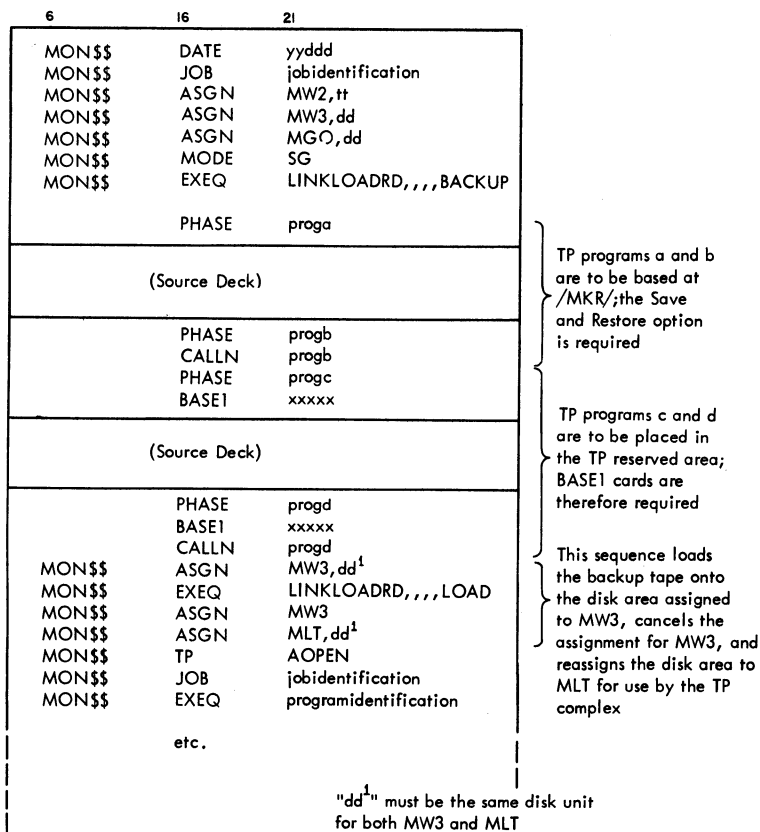 6 16 21
MON$$ DATE yyddd
MON$$ JOB jobidentification
MON$$ ASGN MW2,tt
MON$$ ASGN MW3,dd
MON$$ ASGN MGO,dd
MON$$ MODE SG
MON$$ EXEQ LINKLOADRD,,,,BACKUP
PHASE proga
(Source Deck)
PHASE progb
CALLN progb
PHASE progc
BASE1 xxxxx
(Source Deck)
PHASE progd
BASE1 xxxxx
CALLN progd
MON$$ ASGN MW3,dd¹
MON$$ EXEQ LINKLOADRD,,,,LOAD
MON$$ ASGN MW3
MON$$ ASGN MLT,dd¹
MON$$ TP AOPEN
MON$$ JOB jobidentification
MON$$ EXEQ programidentification
etc.
TP programs a and b
are to be based at
/MKR/;the Save
and Restore option
is required
TP programs c and d
are to be placed in
the TP reserved area;
BASE1 cards are
therefore required
This sequence loads
the backup tape onto
the disk area assigned
to MW3, cancels the
assignment for MW3, and
reassigns the disk area to
MLT for use by the TP
complex
"dd¹" must be the same disk unit
for both MW3 and MLT